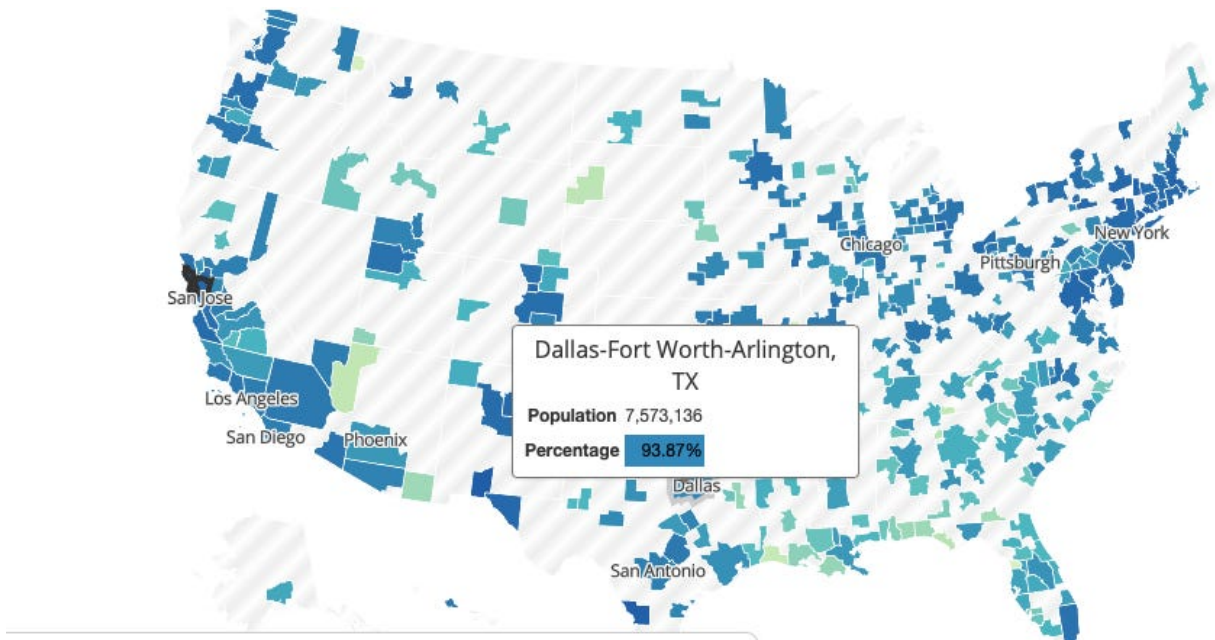 New York
Chicago
Pittsburgh
San Jose
Dallas-Fort Worth-Arlington,
TX
Population 7,573,136
Percentage 93.87%
Los Angeles
San Diego
Phoenix
Dallas
San Antonio